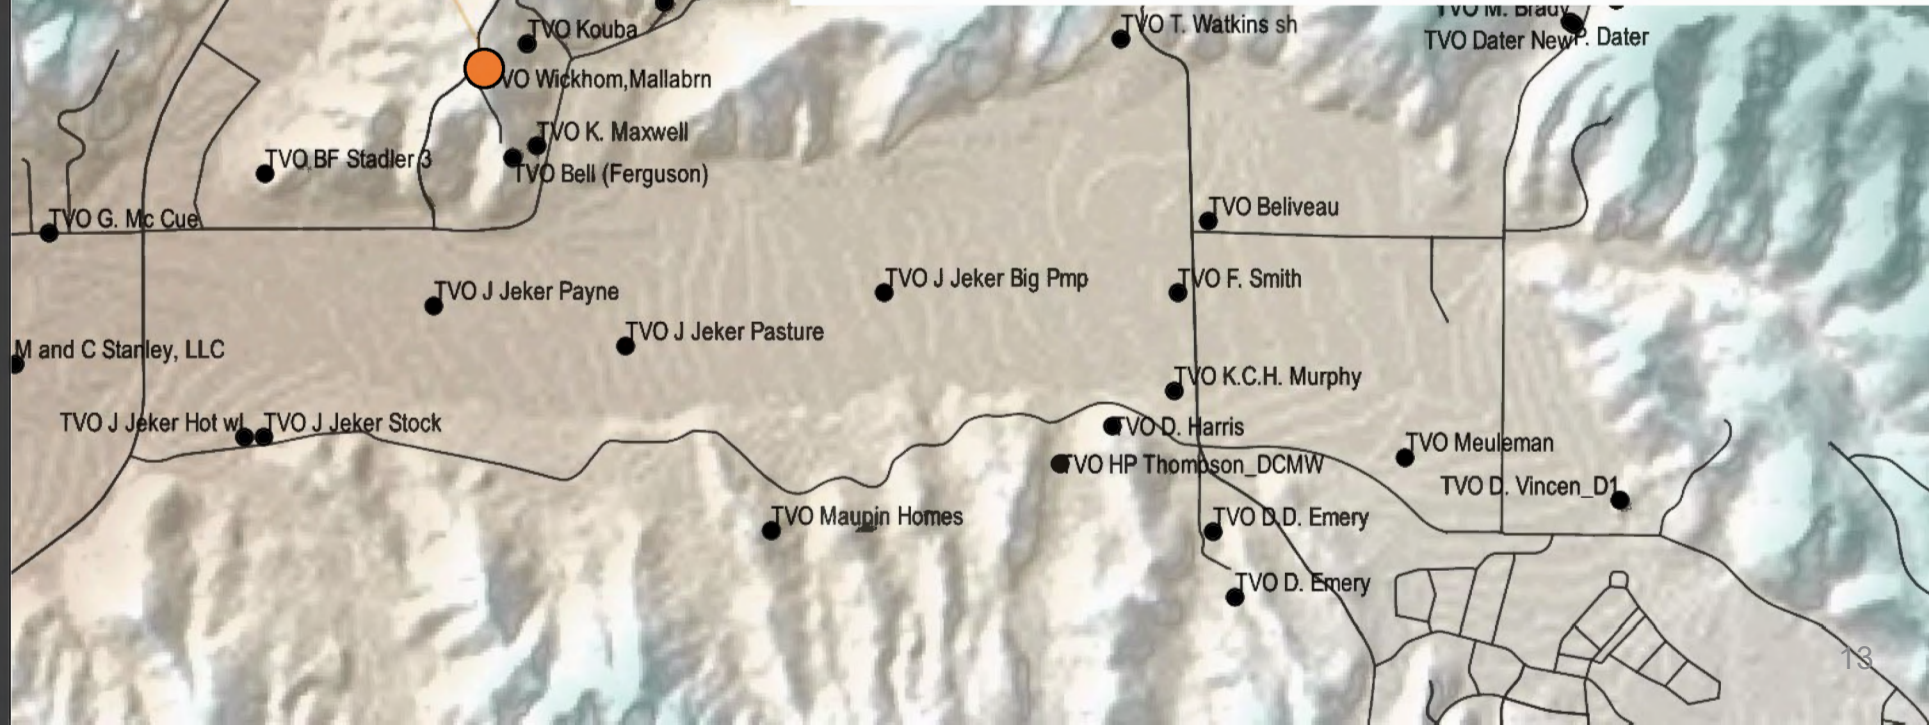 TVO Kouba
TVO T. Watkins sh
TVO M. Brady
TVO Dater New
P. Dater
VO Wickhom,Mallabrn
TVO K. Maxwell
TVO BF Stadler 3
TVO Bell (Ferguson)
TVO G. Mc Cue
TVO Beliveau
TVO J Jeker Payne
TVO J Jeker Big Pmp
TVO F. Smith
TVO J Jeker Pasture
M and C Stanley, LLC
TVO K.C.H. Murphy
TVO J Jeker Hot wl
TVO J Jeker Stock
TVO D. Harris
TVO Meuleman
TVO HP Thompson_DCMW
TVO D. Vincen_D1
TVO Maupin Homes
TVO D.D. Emery
TVO D. Emery
13